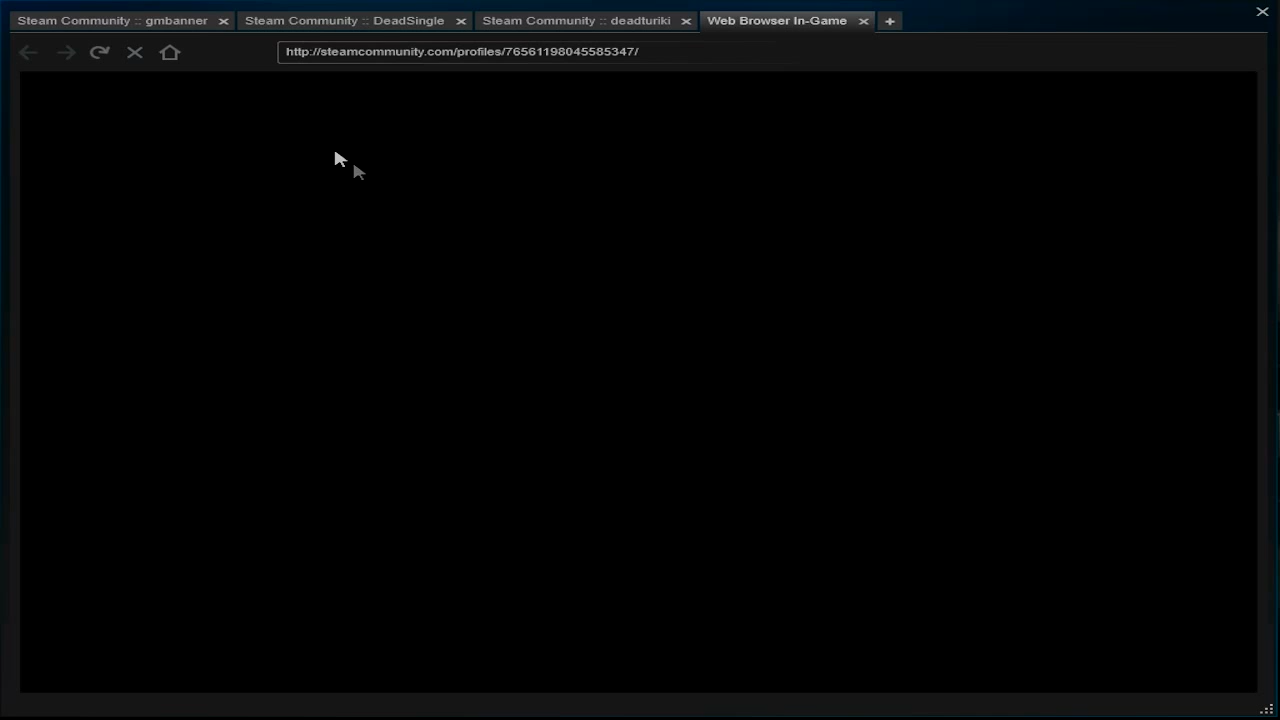 Steam Community :: gmbanner
Steam Community :: DeadSingle
Steam Community :: deadturiki
Web Browser In-Game
http://steamcommunity.com/profiles/76561198045585347/